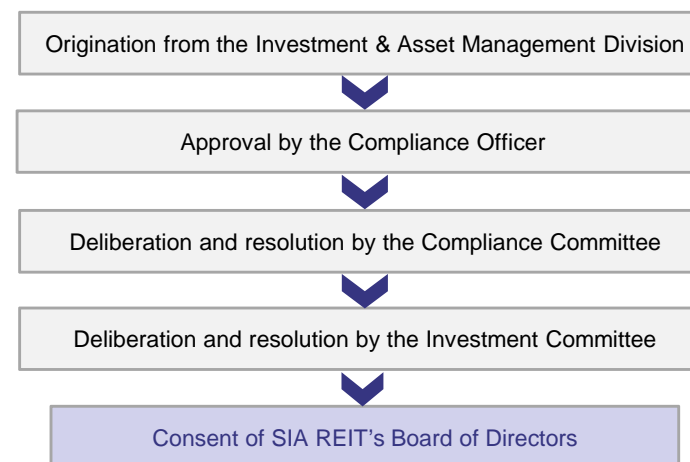 Origination from the Investment & Asset Management Division
Approval by the Compliance Officer
Deliberation and resolution by the Compliance Committee
Deliberation and resolution by the Investment Committee
Consent of SIA REIT’s Board of Directors